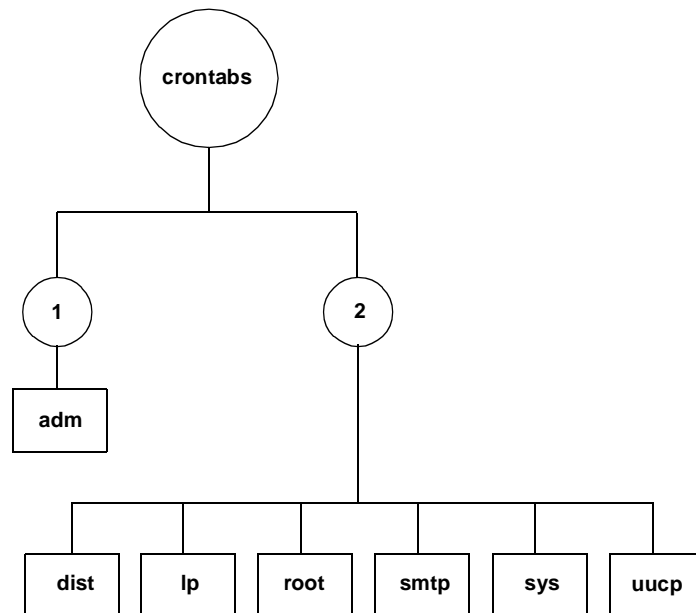 crontabs
1
2
adm
dist
lp
root
smtp
sys
uucp